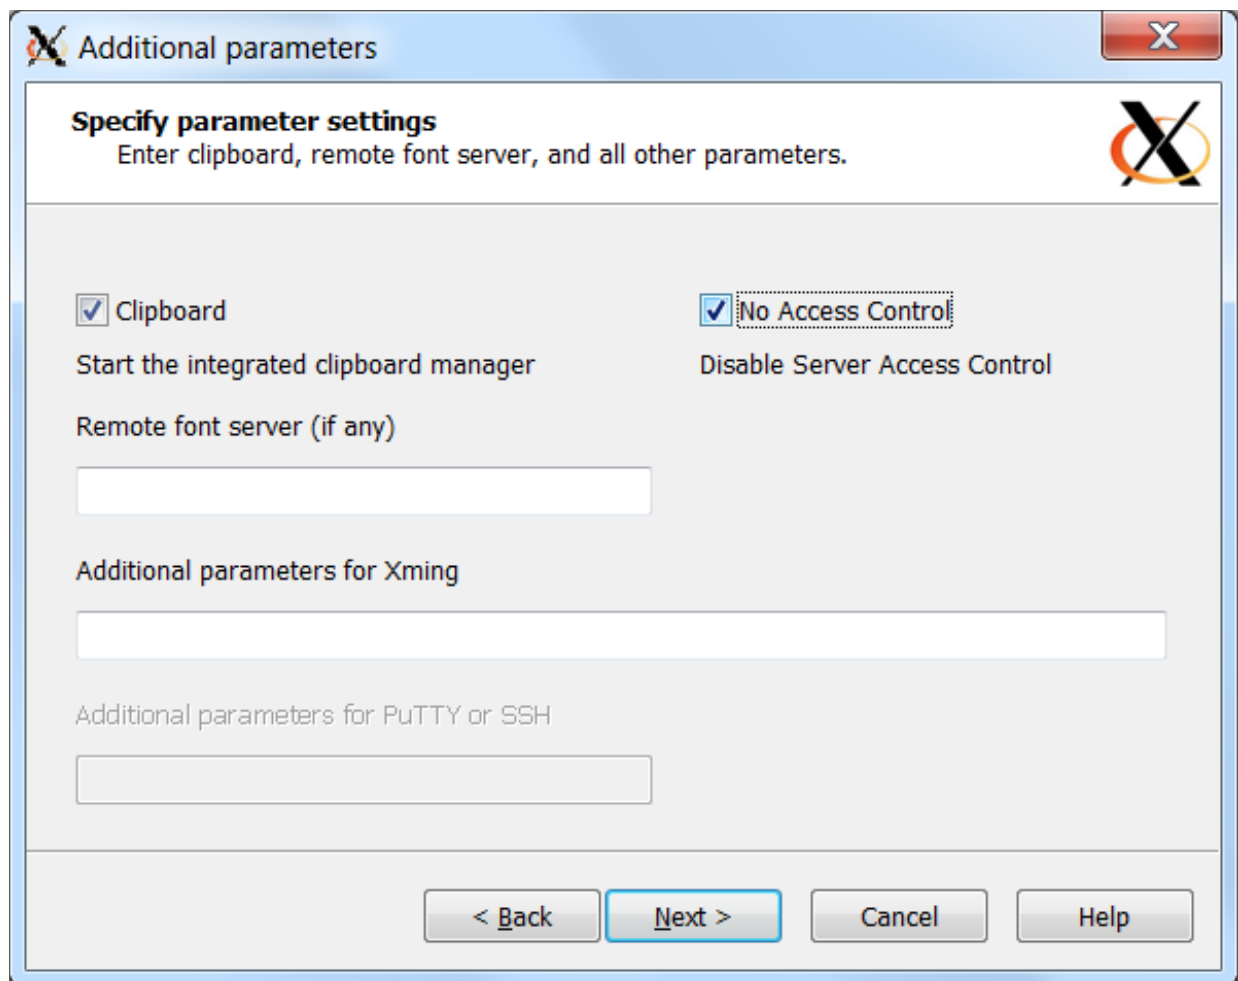 Additional parameters
Specify parameter settings
Enter clipboard, remote font server, and all other parameters.
Clipboard
No Access Control
Start the integrated clipboard manager
Disable Server Access Control
Remote font server (if any)
Additional parameters for Xming
Additional parameters for PuTTY or SSH
< Back
Next >
Cancel
Help